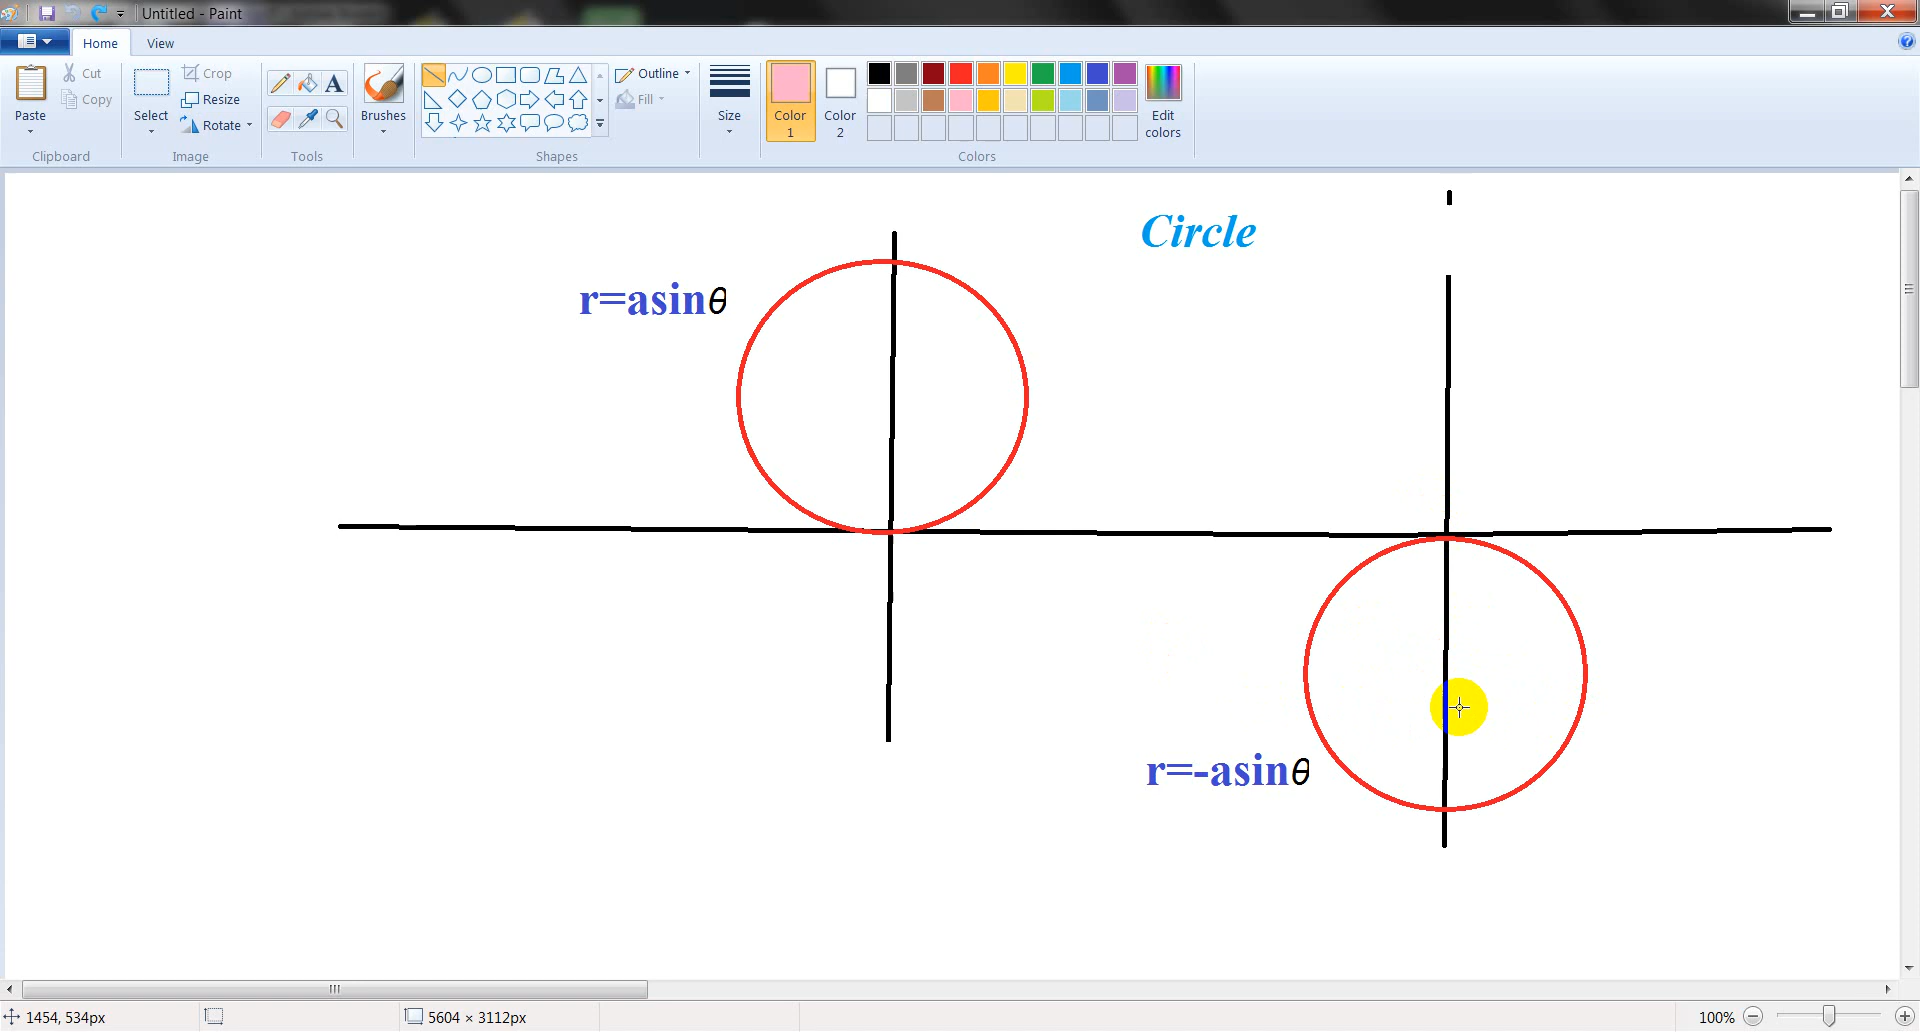 Untitled - Paint
Home View
Paste Cut Copy
Clipboard
Select Crop Resize Rotate
Image
Tools
Brushes
Shapes
Outline Fill
Size
Color 1
Color 2
Edit colors
Colors
Circle
r=asinθ
r=-asinθ
1454, 534px
5604 × 3112px
100%